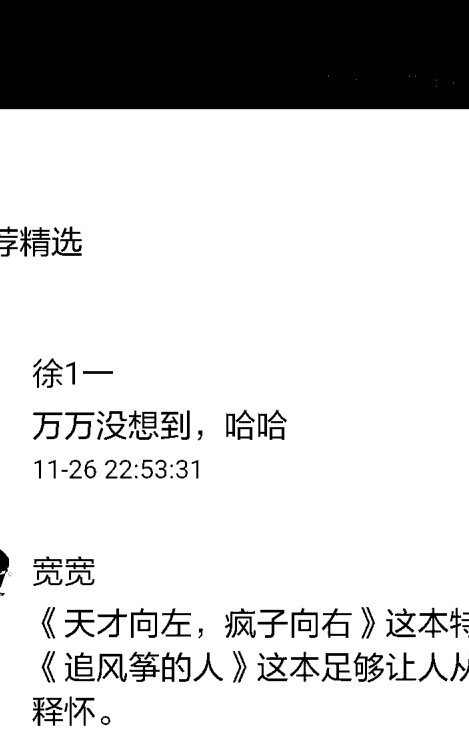 荐精选
徐1一
万万没想到，哈哈
11-26 22:53:31
宽宽
《天才向左，疯子向右》这本特
《追风筝的人》这本足够让人从
释怀。